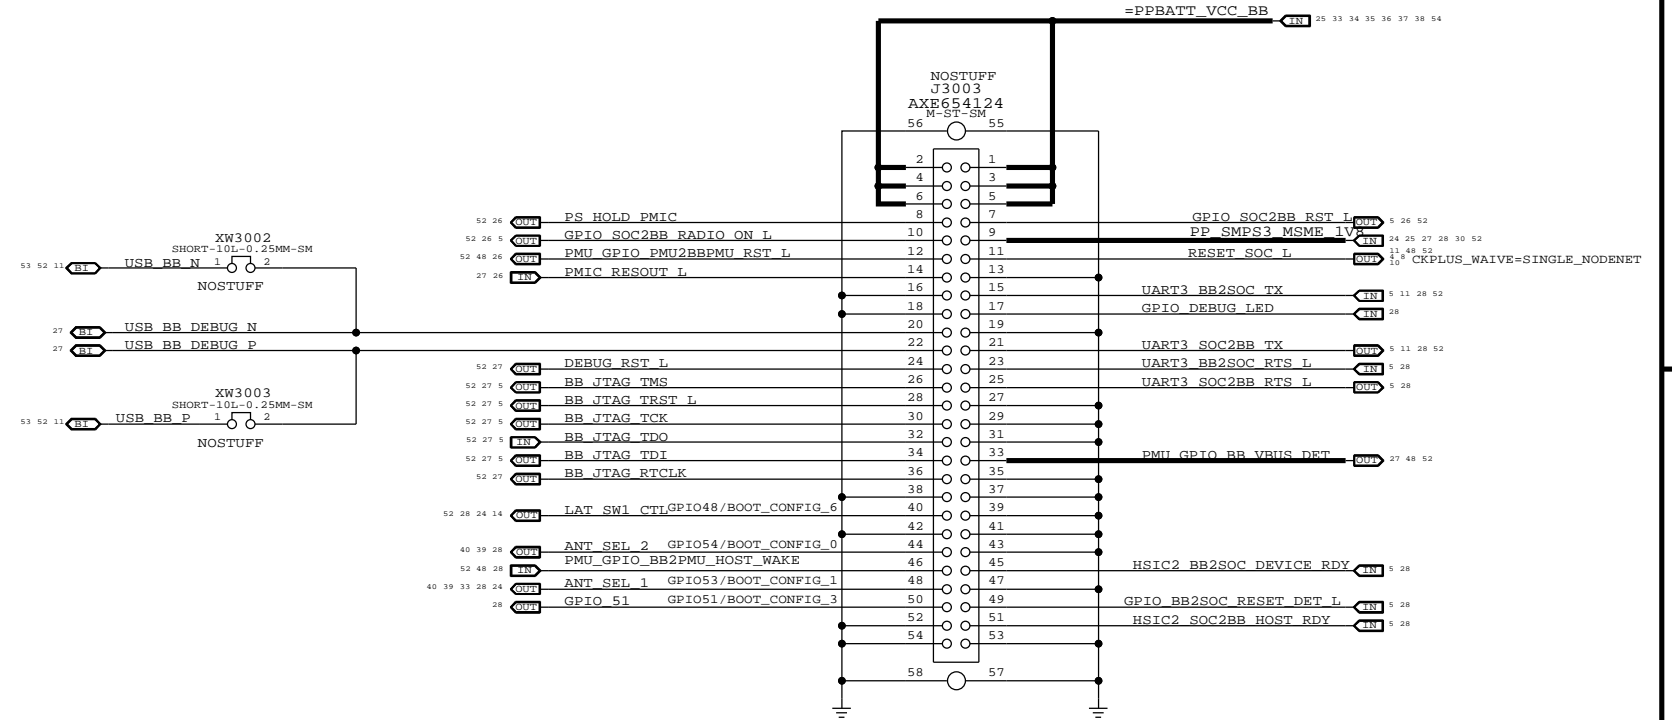 =PPBATT_VCC_BB IN 25 33 34 35 36 37 38 54
NOSTUFF
J3003
AXE654124
M-ST-SM
56 55
2 1
4 3
6 5
52 26 OUT PS_HOLD_PMIC 8 7 GPIO_SOC2BB_RST_L OUT 5 26 52
52 26 5 OUT GPIO_SOC2BB_RADIO_ON_L 10 9 PP_SMPS3_MSME_1V8 IN 24 25 27 28 30 52
52 48 26 OUT PMU_GPIO_PMU2BBPMU_RST_L 12 11 RESET_SOC_L OUT 11 48 52 4 8 10 CKPLUS_WAIVE=SINGLE_NODENET
27 26 IN PMIC_RESOUT_L 14 13
16 15 UART3_BB2SOC_TX IN 5 11 28 52
18 17 GPIO_DEBUG_LED IN 28
XW3002
SHORT-10L-0.25MM-SM
53 52 11 BI USB_BB_N 1 2
NOSTUFF
27 BI USB_BB_DEBUG_N 20 19
27 BI USB_BB_DEBUG_P 22 21 UART3_SOC2BB_TX OUT 5 11 28 52
52 27 OUT DEBUG_RST_L 24 23 UART3_BB2SOC_RTS_L IN 5 28
52 27 5 OUT BB_JTAG_TMS 26 25 UART3_SOC2BB_RTS_L OUT 5 28
XW3003
SHORT-10L-0.25MM-SM
53 52 11 BI USB_BB_P 1 2
NOSTUFF
52 27 5 OUT BB_JTAG_TRST_L 28 27
52 27 5 OUT BB_JTAG_TCK 30 29
52 27 5 IN BB_JTAG_TDO 32 31
52 27 5 OUT BB_JTAG_TDI 34 33 PMU_GPIO_BB_VBUS_DET OUT 27 48 52
52 27 OUT BB_JTAG_RTCLK 36 35
38 37
52 28 24 14 OUT LAT_SW1_CTL GPIO48/BOOT_CONFIG_6 40 39
42 41
40 39 28 OUT ANT_SEL_2 GPIO54/BOOT_CONFIG_0 44 43
52 48 28 IN PMU_GPIO_BB2PMU_HOST_WAKE 46 45 HSIC2_BB2SOC_DEVICE_RDY IN 5 28
40 39 33 28 24 OUT ANT_SEL_1 GPIO53/BOOT_CONFIG_1 48 47
28 OUT GPIO_51 GPIO51/BOOT_CONFIG_3 50 49 GPIO_BB2SOC_RESET_DET_L IN 5 28
52 51 HSIC2_SOC2BB_HOST_RDY IN 5 28
54 53
58 57